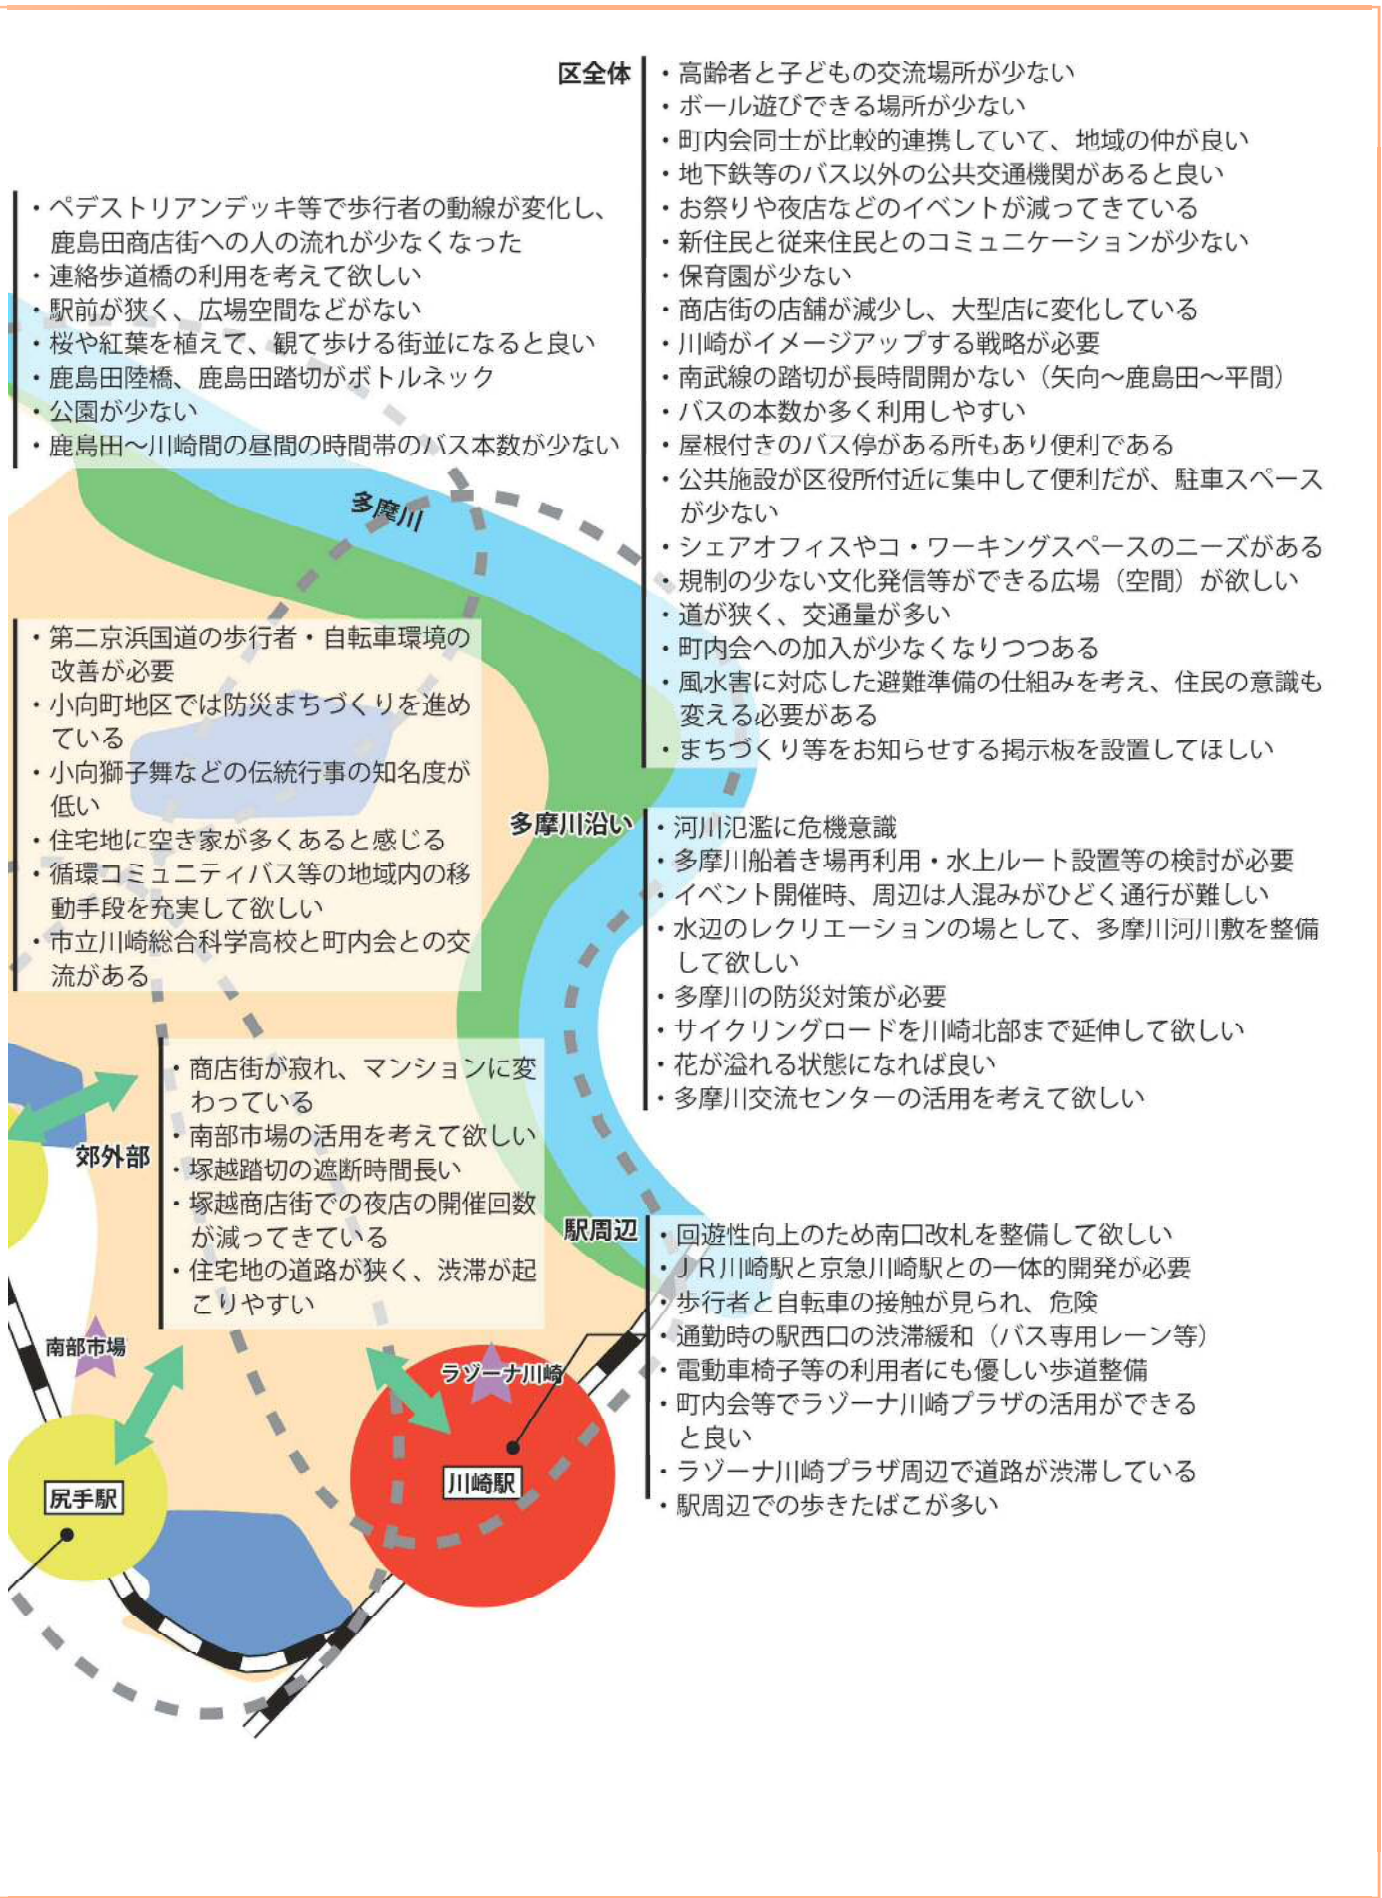 区全体
・高齢者と子どもの交流場所が少ない
・ボール遊びできる場所が少ない
・町内会同士が比較的連携していて、地域の仲が良い
・地下鉄等のバス以外の公共交通機関があると良い
・お祭りや夜店などのイベントが減ってきている
・新住民と従来住民とのコミュニケーションが少ない
・保育園が少ない
・商店街の店舗が減少し、大型店に変化している
・川崎がイメージアップする戦略が必要
・南武線の踏切が長時間開かない（矢向～鹿島田～平間）
・バスの本数か多く利用しやすい
・屋根付きのバス停がある所もあり便利である
・公共施設が区役所付近に集中して便利だが、駐車スペース
が少ない
・シェアオフィスやコ・ワーキングスペースのニーズがある
・規制の少ない文化発信等ができる広場（空間）が欲しい
・道が狭く、交通量が多い
・町内会への加入が少なくなりつつある
・風水害に対応した避難準備の仕組みを考え、住民の意識も
変える必要がある
・まちづくり等をお知らせする掲示板を設置してほしい
・ペデストリアンデッキ等で歩行者の動線が変化し、
鹿島田商店街への人の流れが少なくなった
・連絡歩道橋の利用を考えて欲しい
・駅前が狭く、広場空間などがない
・桜や紅葉を植えて、観て歩ける街並になると良い
・鹿島田陸橋、鹿島田踏切がボトルネック
・公園が少ない
・鹿島田～川崎間の昼間の時間帯のバス本数が少ない
多摩川
・第二京浜国道の歩行者・自転車環境の
改善が必要
・小向町地区では防災まちづくりを進め
ている
・小向獅子舞などの伝統行事の知名度が
低い
・住宅地に空き家が多くあると感じる
・循環コミュニティバス等の地域内の移
動手段を充実して欲しい
・市立川崎総合科学高校と町内会との交
流がある
多摩川沿い
・河川氾濫に危機意識
・多摩川船着き場再利用・水上ルート設置等の検討が必要
・イベント開催時、周辺は人混みがひどく通行が難しい
・水辺のレクリエーションの場として、多摩川河川敷を整備
して欲しい
・多摩川の防災対策が必要
・サイクリングロードを川崎北部まで延伸して欲しい
・花が溢れる状態になれば良い
・多摩川交流センターの活用を考えて欲しい
郊外部
・商店街が寂れ、マンションに変
わっている
・南部市場の活用を考えて欲しい
・塚越踏切の遮断時間長い
・塚越商店街での夜店の開催回数
が減ってきている
・住宅地の道路が狭く、渋滞が起
こりやすい
駅周辺
・回遊性向上のため南口改札を整備して欲しい
・ＪＲ川崎駅と京急川崎駅との一体的開発が必要
・歩行者と自転車の接触が見られ、危険
・通勤時の駅西口の渋滞緩和（バス専用レーン等）
・電動車椅子等の利用者にも優しい歩道整備
・町内会等でラゾーナ川崎プラザの活用ができる
と良い
・ラゾーナ川崎プラザ周辺で道路が渋滞している
・駅周辺での歩きたばこが多い
南部市場
ラゾーナ川崎
川崎駅
尻手駅